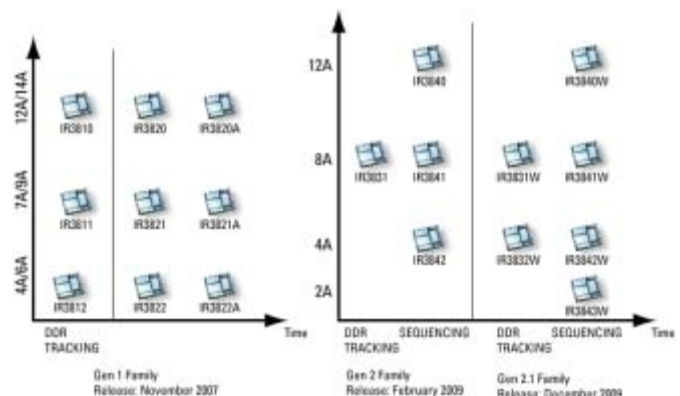 12A/14A
IR3810
IR3820
IR3820A
7A/9A
IR3811
IR3821
IR3821A
4A/6A
IR3812
IR3822
IR3822A
Time
DDR
TRACKING
Gen 1 Family
Release: November 2007
12A
IR3840
IR3840W
8A
IR3831
IR3841
IR3831W
IR3841W
4A
IR3842
IR3832W
IR3842W
2A
IR3843W
DDR
TRACKING
SEQUENCING
DDR
TRACKING
SEQUENCING
Time
Gen 2 Family
Release: February 2009
Gen 2.1 Family
Release: December 2009